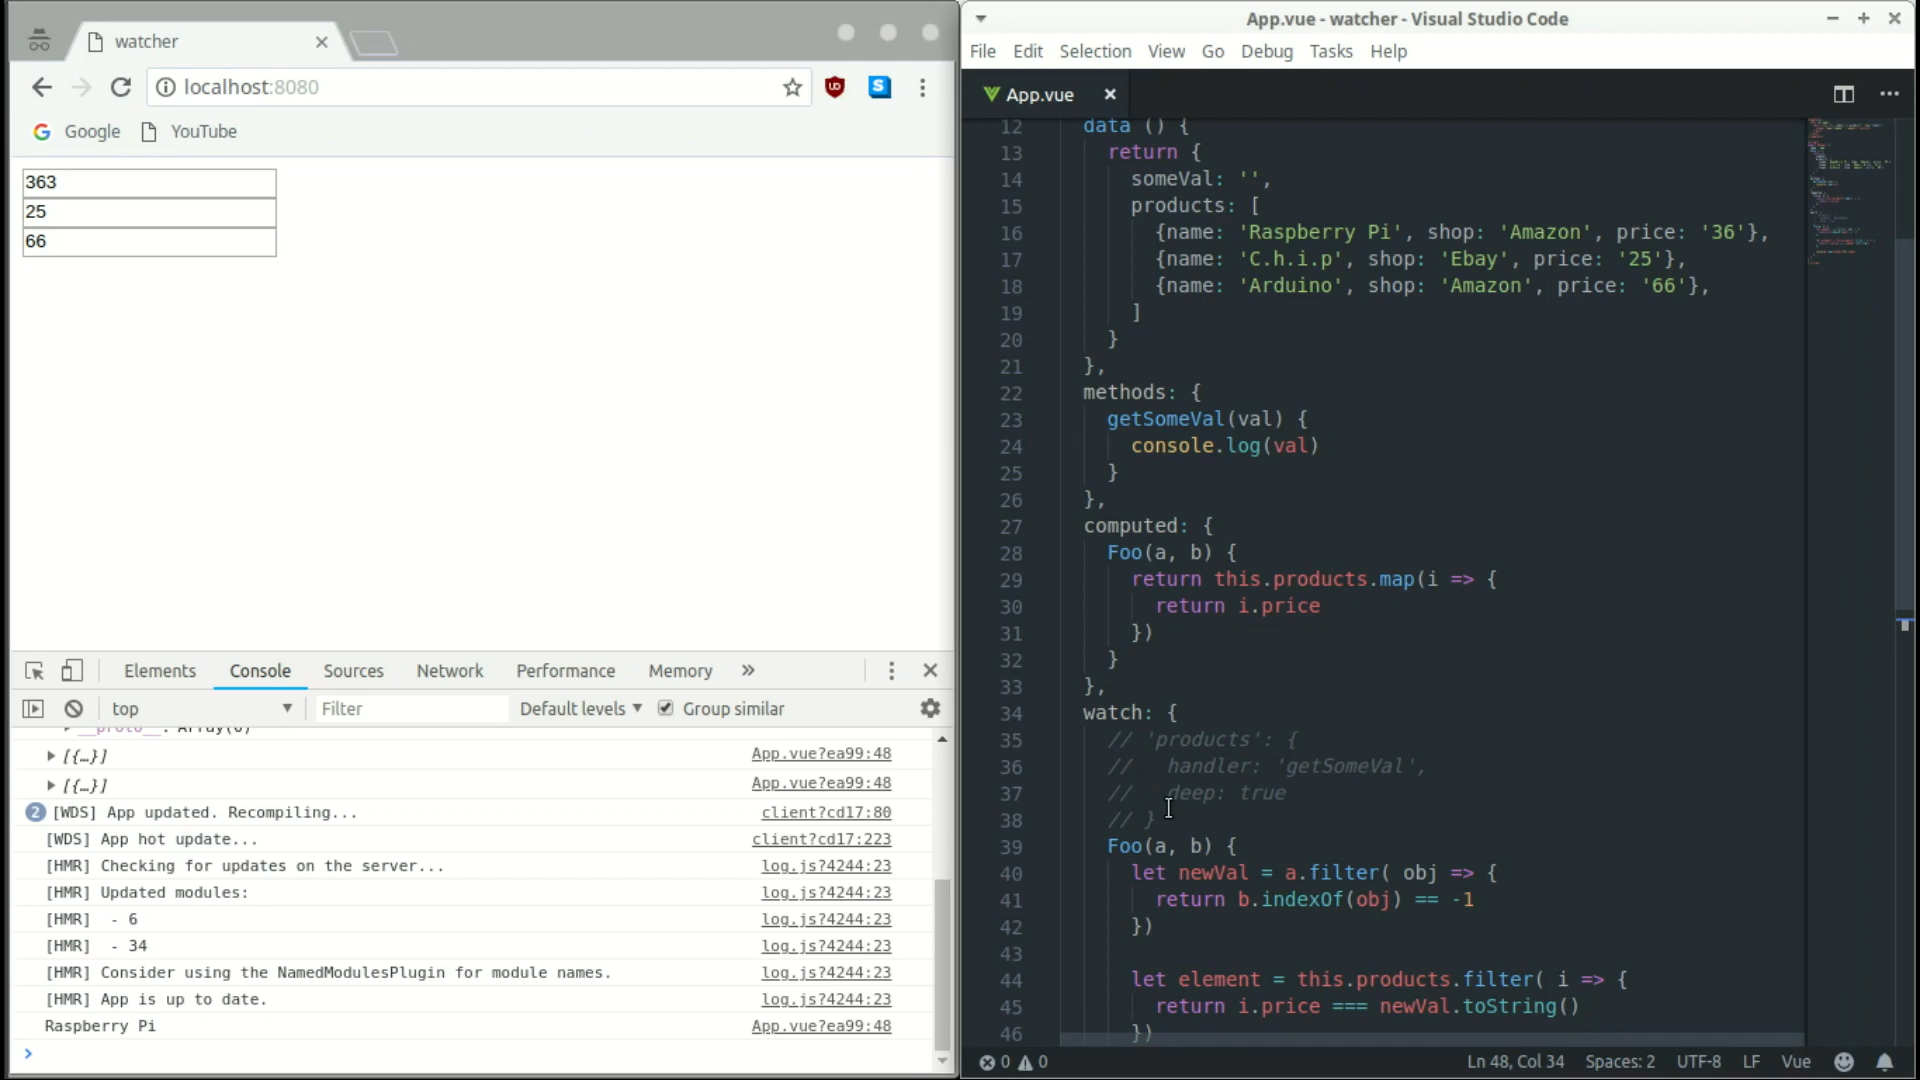 watcher
localhost:8080
Google YouTube
363
25
66
Elements Console Sources Network Performance Memory »
top Filter Default levels Group similar
__proto__: Array(0)
[{…}] App.vue?ea99:48
[{…}] App.vue?ea99:48
2 [WDS] App updated. Recompiling... client?cd17:80
[WDS] App hot update... client?cd17:223
[HMR] Checking for updates on the server... log.js?4244:23
[HMR] Updated modules: log.js?4244:23
[HMR]  - 6 log.js?4244:23
[HMR]  - 34 log.js?4244:23
[HMR] Consider using the NamedModulesPlugin for module names. log.js?4244:23
[HMR] App is up to date. log.js?4244:23
Raspberry Pi App.vue?ea99:48
App.vue - watcher - Visual Studio Code
File Edit Selection View Go Debug Tasks Help
App.vue
12 data () {
13 return {
14 someVal: '',
15 products: [
16 {name: 'Raspberry Pi', shop: 'Amazon', price: '36'},
17 {name: 'C.h.i.p', shop: 'Ebay', price: '25'},
18 {name: 'Arduino', shop: 'Amazon', price: '66'},
19 ]
20 }
21 },
22 methods: {
23 getSomeVal(val) {
24 console.log(val)
25 }
26 },
27 computed: {
28 Foo(a, b) {
29 return this.products.map(i => {
30 return i.price
31 })
32 }
33 },
34 watch: {
35 // 'products': {
36 //   handler: 'getSomeVal',
37 //   deep: true
38 // }
39 Foo(a, b) {
40 let newVal = a.filter( obj => {
41 return b.indexOf(obj) == -1
42 })
43
44 let element = this.products.filter( i => {
45 return i.price === newVal.toString()
46 })
0 0 Ln 48, Col 34 Spaces: 2 UTF-8 LF Vue